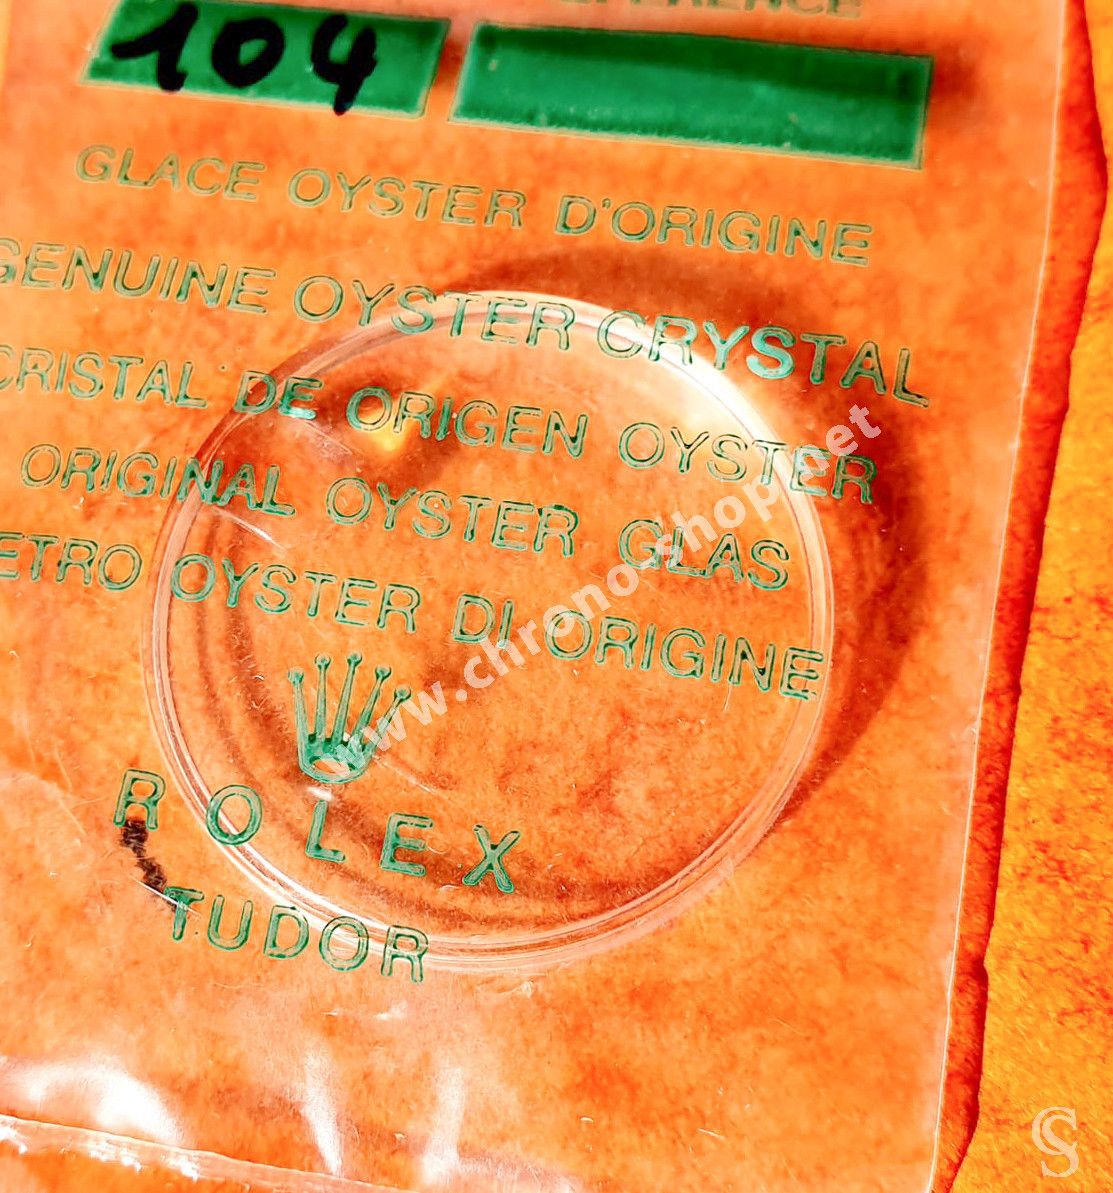 RÉFÉRENCE
104
GLACE OYSTER D'ORIGINE
GENUINE OYSTER CRYSTAL
CRISTAL DE ORIGEN OYSTER
ORIGINAL OYSTER GLAS
ETRO OYSTER DI ORIGINE
ROLEX
TUDOR
www.chrono-shop.net